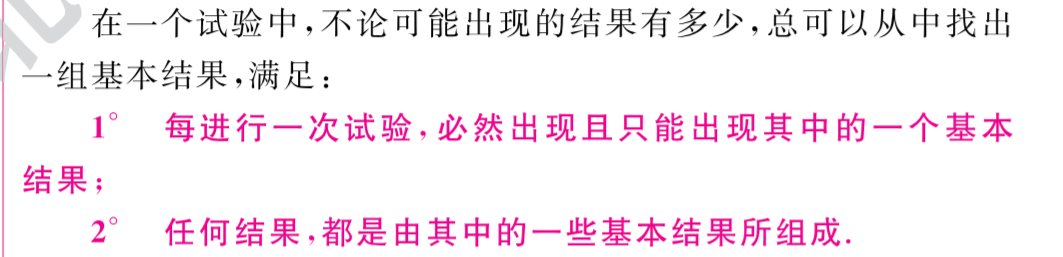 在一个试验中,不论可能出现的结果有多少,总可以从中找出
一组基本结果,满足:
1° 每进行一次试验,必然出现且只能出现其中的一个基本
结果;
2° 任何结果,都是由其中的一些基本结果所组成.